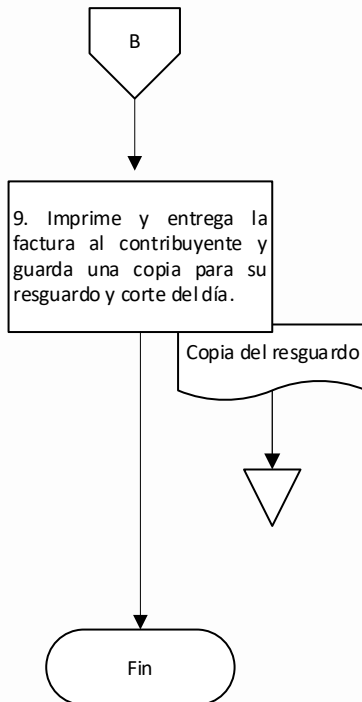 B
9. Imprime y entrega la
factura al contribuyente y
guarda una copia para su
resguardo y corte del día.
Copia del resguardo
Fin